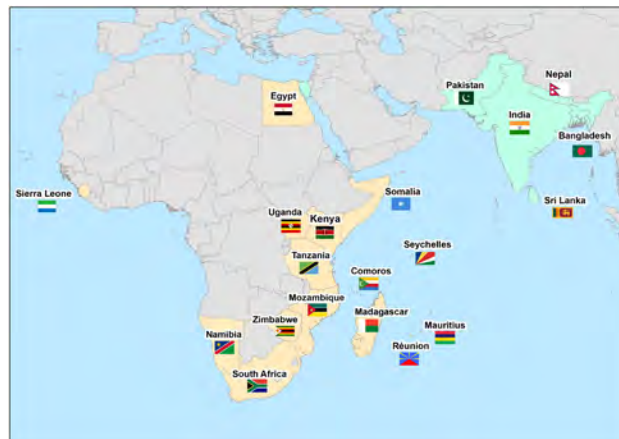 Nepal
Pakistan
Egypt
India
Bangladesh
Sierra Leone
Somalia
Sri Lanka
Uganda
Kenya
Seychelles
Tanzania
Comoros
Mozambique
Madagascar
Zimbabwe
Mauritius
Namibia
Rèunion
South Africa